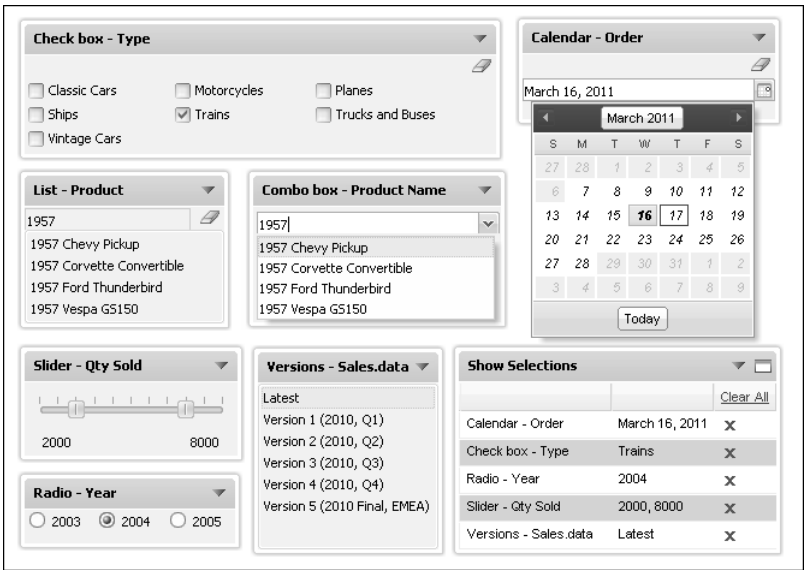 Check box - Type
Classic Cars Motorcycles Planes
Ships Trains Trucks and Buses
Vintage Cars
Calendar - Order
March 16, 2011
March 2011
S M T W T F S
27 28 1 2 3 4 5
6 7 8 9 10 11 12
13 14 15 16 17 18 19
20 21 22 23 24 25 26
27 28 29 30 31 1 2
3 4 5 6 7 8 9
Today
List - Product
1957
1957 Chevy Pickup
1957 Corvette Convertible
1957 Ford Thunderbird
1957 Vespa GS150
Combo box - Product Name
1957
1957 Chevy Pickup
1957 Corvette Convertible
1957 Ford Thunderbird
1957 Vespa GS150
Slider - Qty Sold
2000 8000
Radio - Year
2003 2004 2005
Versions - Sales.data
Latest
Version 1 (2010, Q1)
Version 2 (2010, Q2)
Version 3 (2010, Q3)
Version 4 (2010, Q4)
Version 5 (2010 Final, EMEA)
Show Selections
Clear All
Calendar - Order March 16, 2011 x
Check box - Type Trains x
Radio - Year 2004 x
Slider - Qty Sold 2000, 8000 x
Versions - Sales.data Latest x